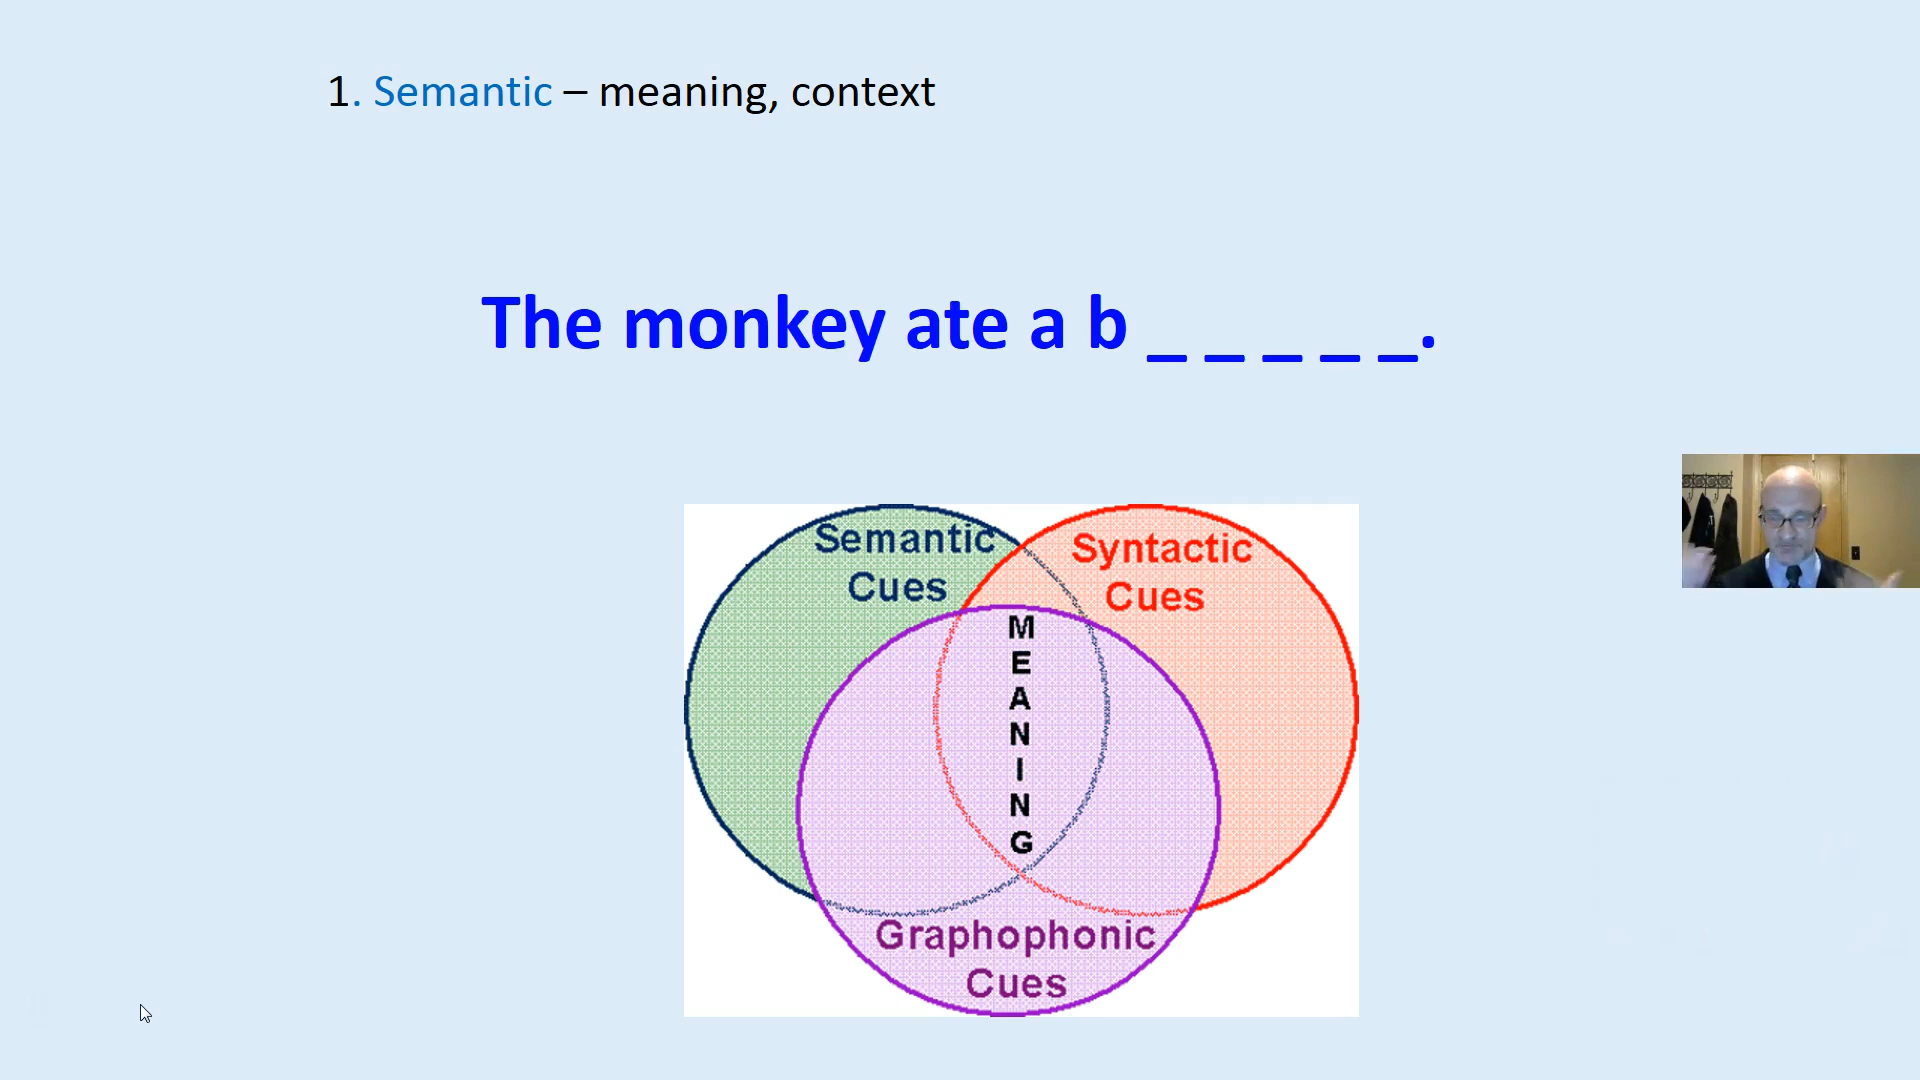 1. Semantic – meaning, context
The monkey ate a b _ _ _ _ _.
Semantic
Cues
Syntactic
Cues
M
E
A
N
I
N
G
Graphophonic
Cues